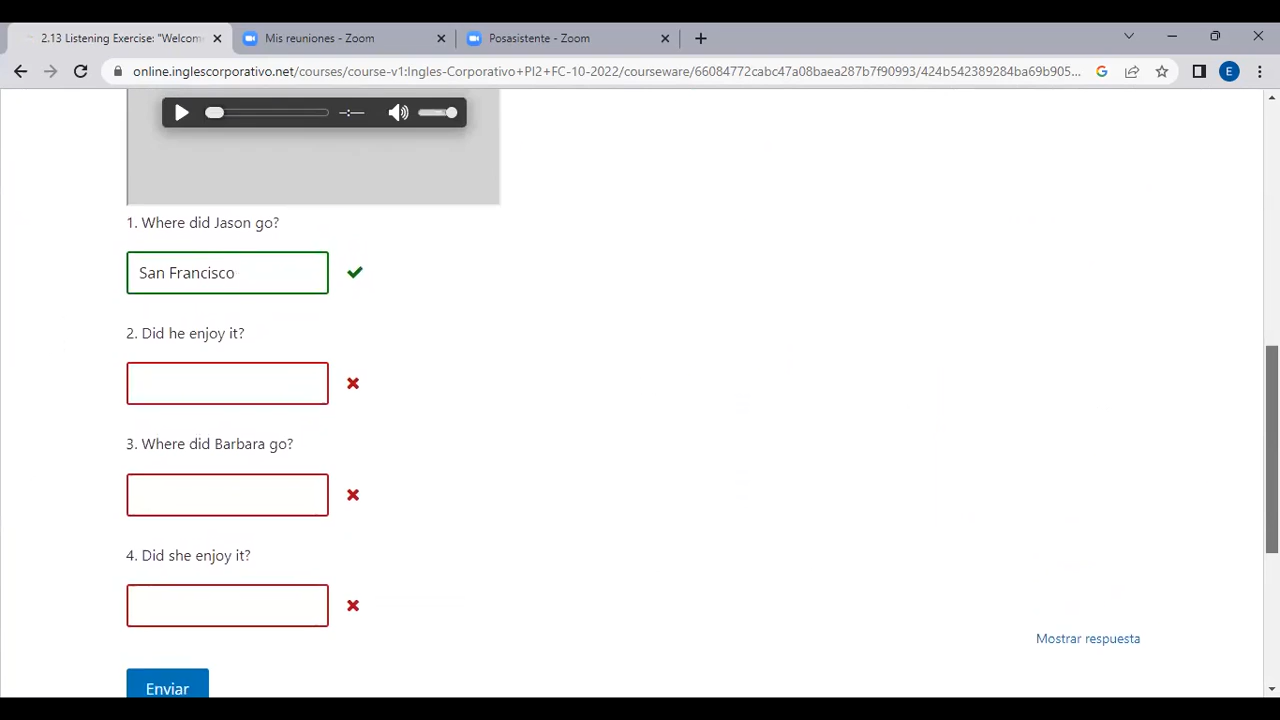 2.13 Listening Exercise: "Welcom
Mis reuniones - Zoom
Posasistente - Zoom
online.inglescorporativo.net/courses/course-v1:Ingles-Corporativo+PI2+FC-10-2022/courseware/66084772cabc47a08baea287b7f90993/424b542389284ba69b905...
E
1. Where did Jason go?
San Francisco
2. Did he enjoy it?
3. Where did Barbara go?
4. Did she enjoy it?
Mostrar respuesta
Enviar